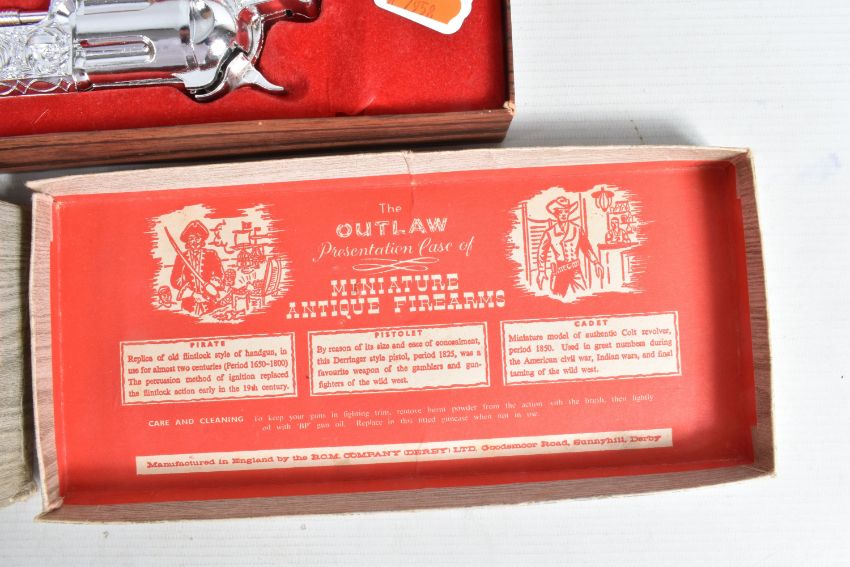 The
OUTLAW
Presentation Case of
MINIATURE
ANTIQUE FIREARMS
PIRATE
Replica of old flintlock style of handgun, in
use for almost two centuries (Period 1650-1800)
The percussion method of ignition replaced
the flintlock action early in the 19th century.
PISTOLET
By reason of its size and ease of concealment,
this Derringer style pistol, period 1825, was a
favourite weapon of the gamblers and gun-
fighters of the wild west.
CADET
Miniature model of authentic Colt revolver,
period 1850. Used in great numbers during
the American civil war, Indian wars, and final
taming of the wild west.
CARE AND CLEANING To keep your guns in fighting trim, remove burnt powder from the action with the brush, then lightly
oil with 'BP' gun oil. Replace in this fitted guncase when not in use.
Manufactured in England by the B.C.M. COMPANY (DERBY) LTD. Goodsmoor Road, Sunnyhill, Derby